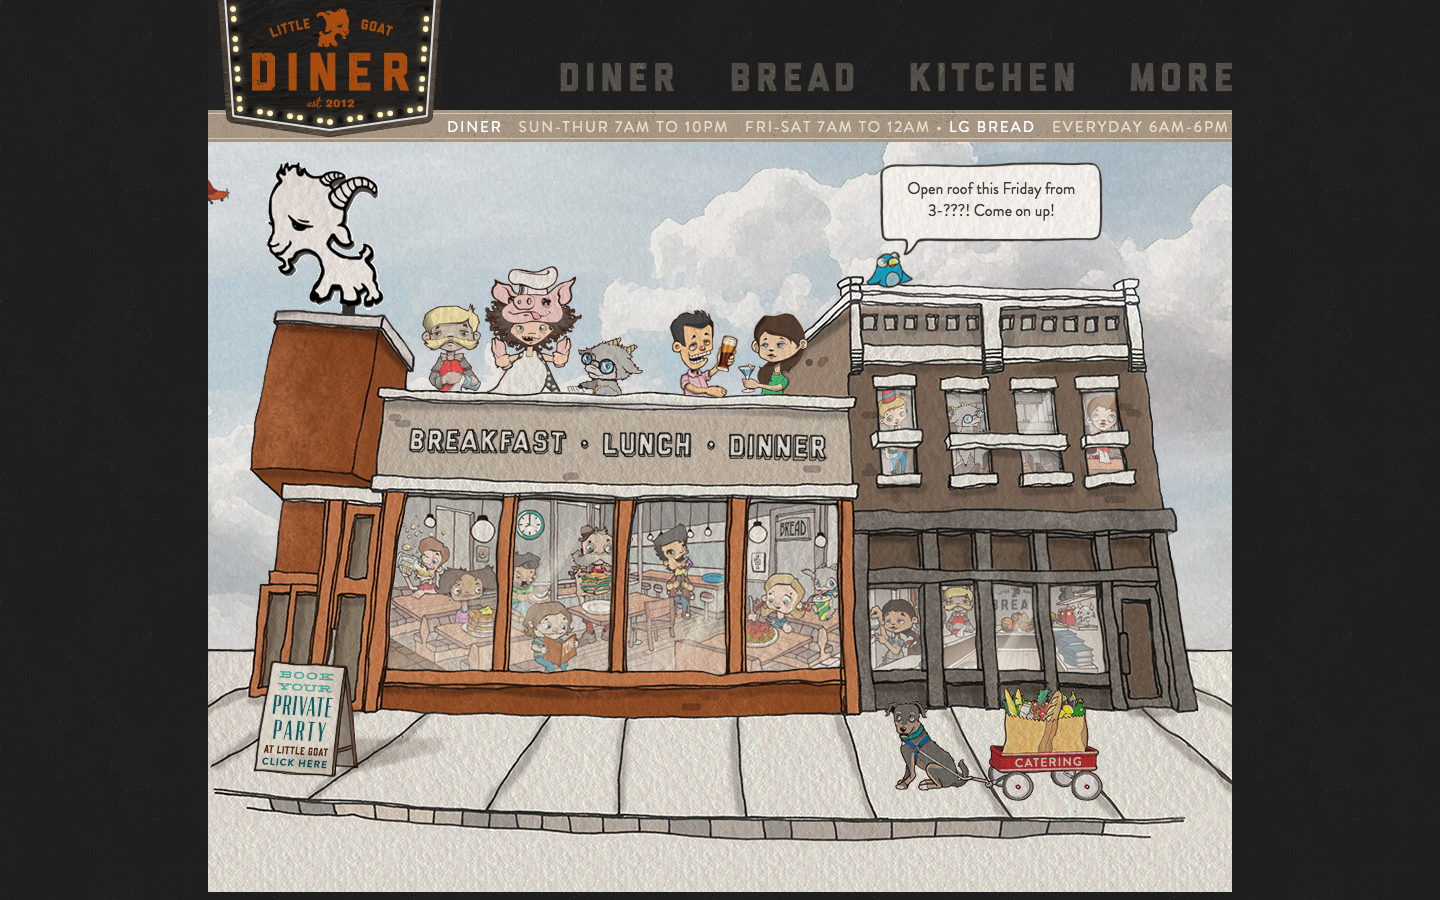 LITTLE GOAT
DINER
est 2012
DINER BREAD KITCHEN MORE
DINER SUN-THUR 7AM TO 10PM FRI-SAT 7AM TO 12AM • LG BREAD EVERYDAY 6AM-6PM
Open roof this Friday from
3-???! Come on up!
BREAKFAST • LUNCH • DINNER
BREAD
BREA
BOOK
YOUR
PRIVATE
PARTY
AT LITTLE GOAT
CLICK HERE
CATERING